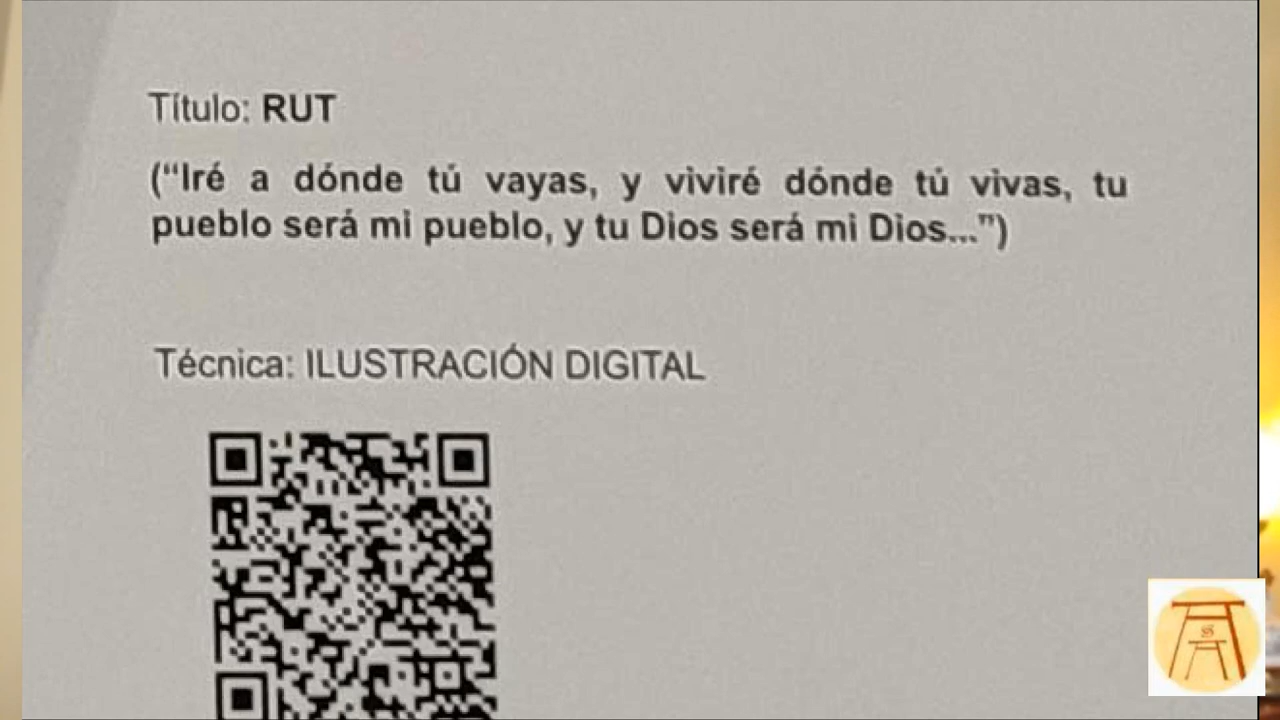 Título: RUT
(“Iré a dónde tú vayas, y viviré dónde tú vivas, tu
pueblo será mi pueblo, y tu Dios será mi Dios...”)
Técnica: ILUSTRACIÓN DIGITAL
S